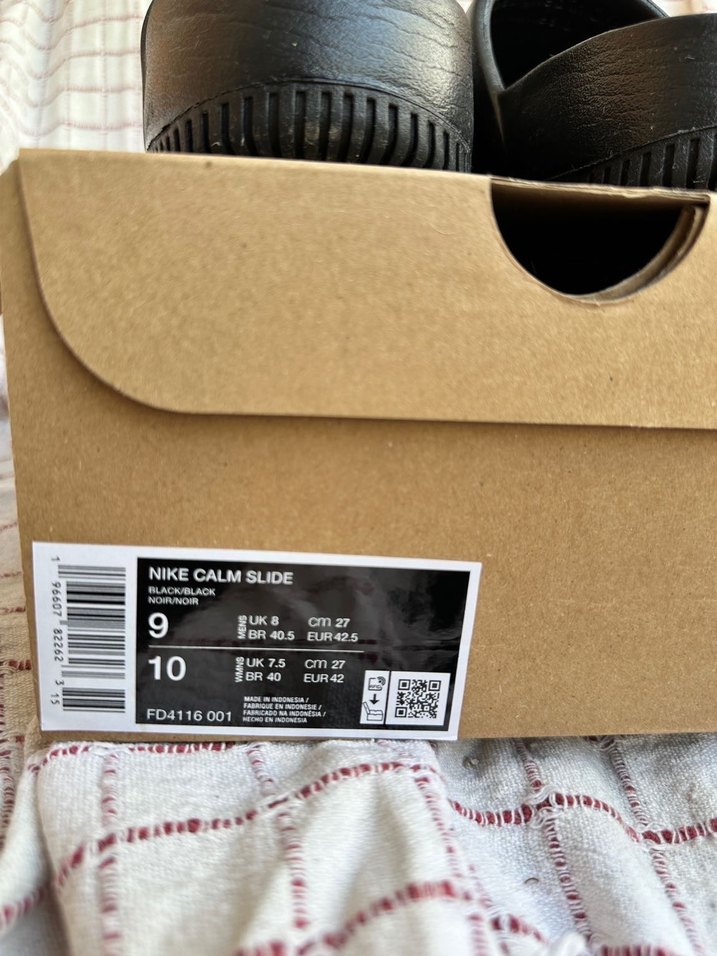 NIKE CALM SLIDE
BLACK/BLACK
NOIR/NOIR
9 MENS UK 8 cm 27
BR 40.5 EUR 42.5
10 WMNS UK 7.5 cm 27
BR 40 EUR 42
MADE IN INDONESIA /
FABRIQUE EN INDONESIE /
FABRICADO NA INDONÉSIA /
HECHO EN INDONESIA
FD4116 001
1 96607 82262 3 15